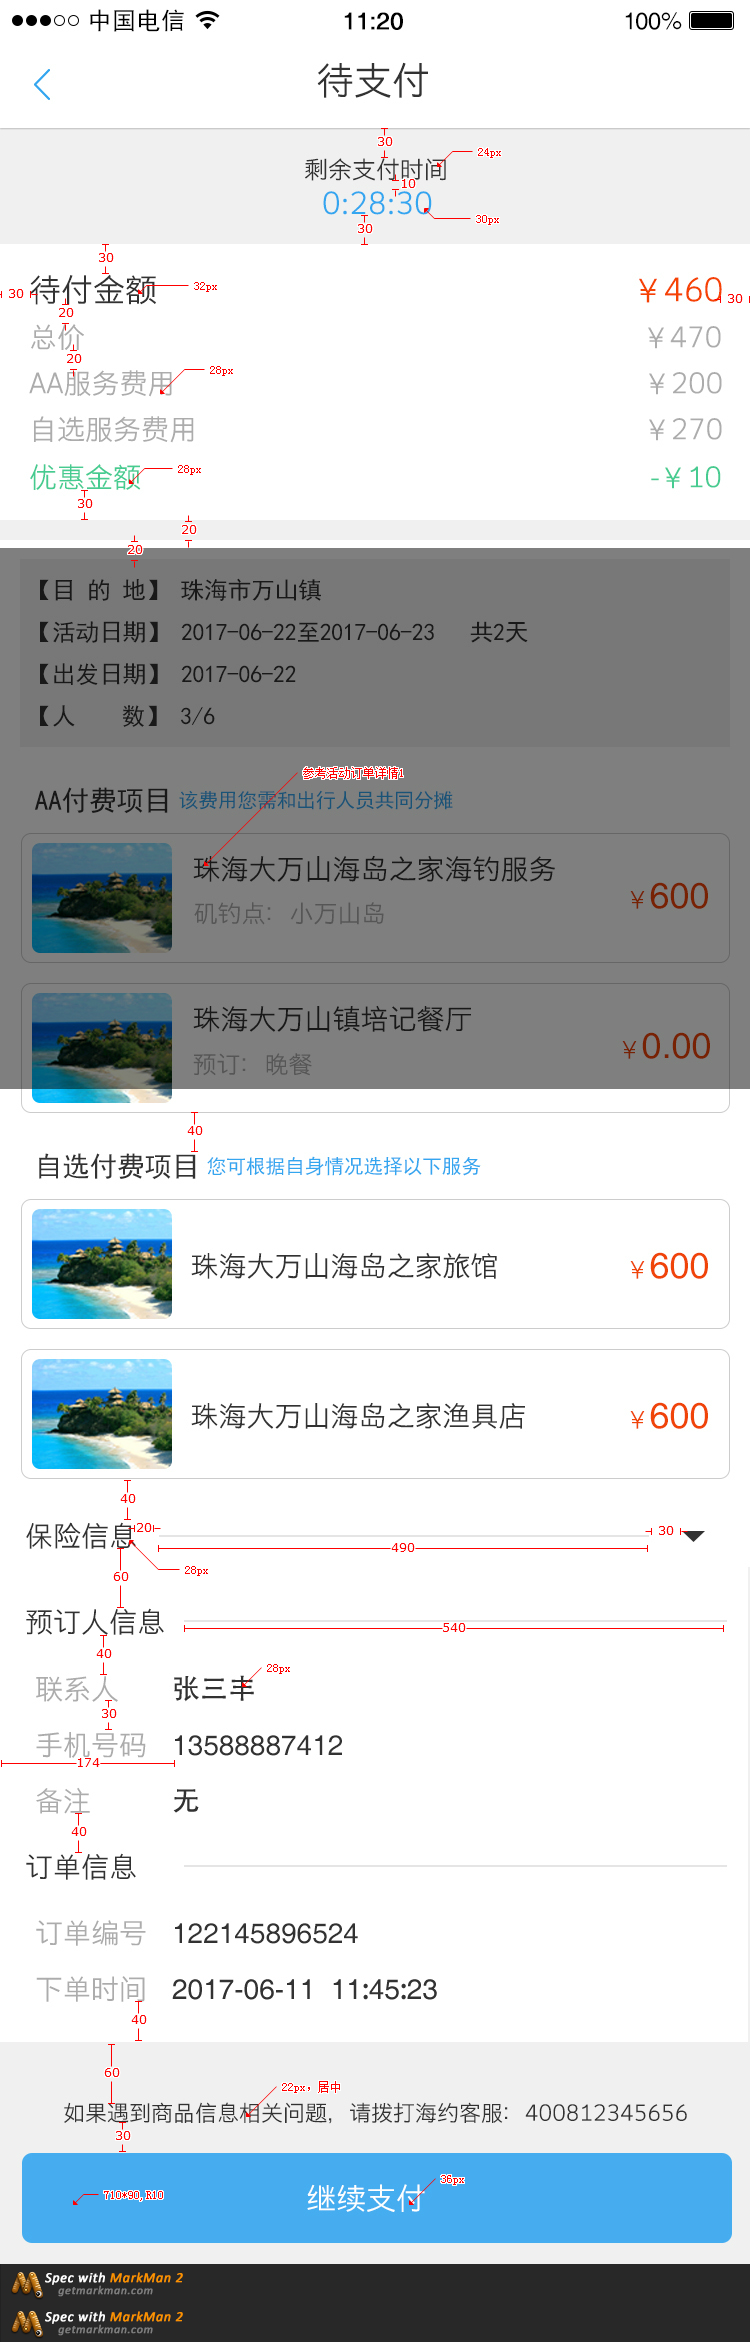 中国电信 11:20 100%
待支付
30
剩余支付时间 24px
10
0:28:30 30px
30
30
30 待付金额 32px ￥460 30
20
总价 ￥470
20
AA服务费用 28px ￥200
自选服务费用 ￥270
优惠金额 28px -￥10
30
20
20
【目 的 地】 珠海市万山镇
【活动日期】 2017-06-22至2017-06-23 共2天
【出发日期】 2017-06-22
【人 数】 3/6
参考活动订单详情1
AA付费项目 该费用您需和出行人员共同分摊
珠海大万山海岛之家海钓服务
矶钓点：小万山岛
￥600
珠海大万山镇培记餐厅
预订：晚餐
￥0.00
40
自选付费项目 您可根据自身情况选择以下服务
珠海大万山海岛之家旅馆 ￥600
珠海大万山海岛之家渔具店 ￥600
40
保险信息 20 490 30
28px
60
预订人信息 540
40
联系人 张三丰 28px
30
手机号码 13588887412
174
备注 无
40
订单信息
订单编号 122145896524
下单时间 2017-06-11 11:45:23
40
60
22px，居中
如果遇到商品信息相关问题，请拨打海约客服：400812345656
30
710*90,R10 继续支付 36px
Spec with MarkMan 2
getmarkman.com
Spec with MarkMan 2
getmarkman.com